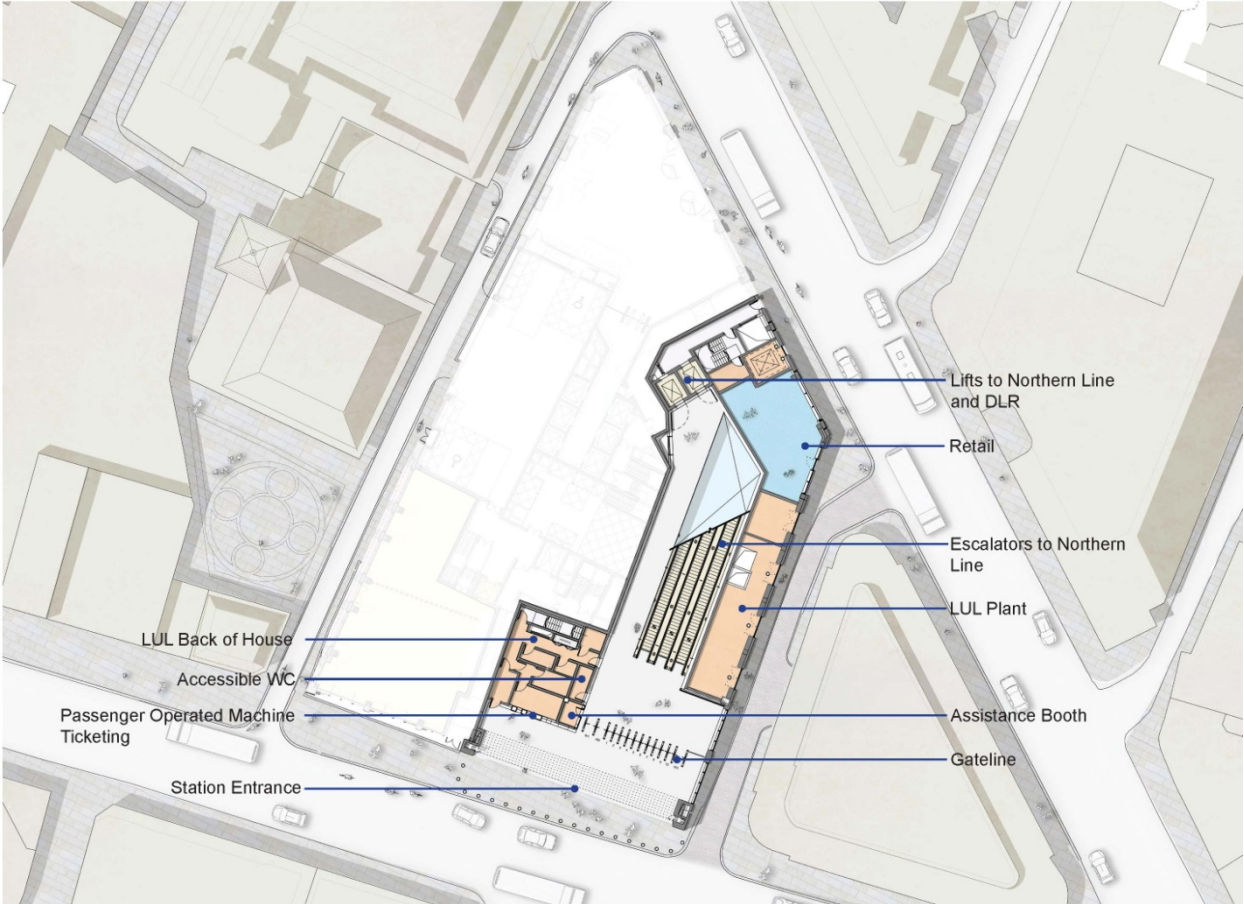 Lifts to Northern Line
and DLR
Retail
Escalators to Northern
Line
LUL Plant
LUL Back of House
Accessible WC
Passenger Operated Machine
Ticketing
Assistance Booth
Gateline
Station Entrance